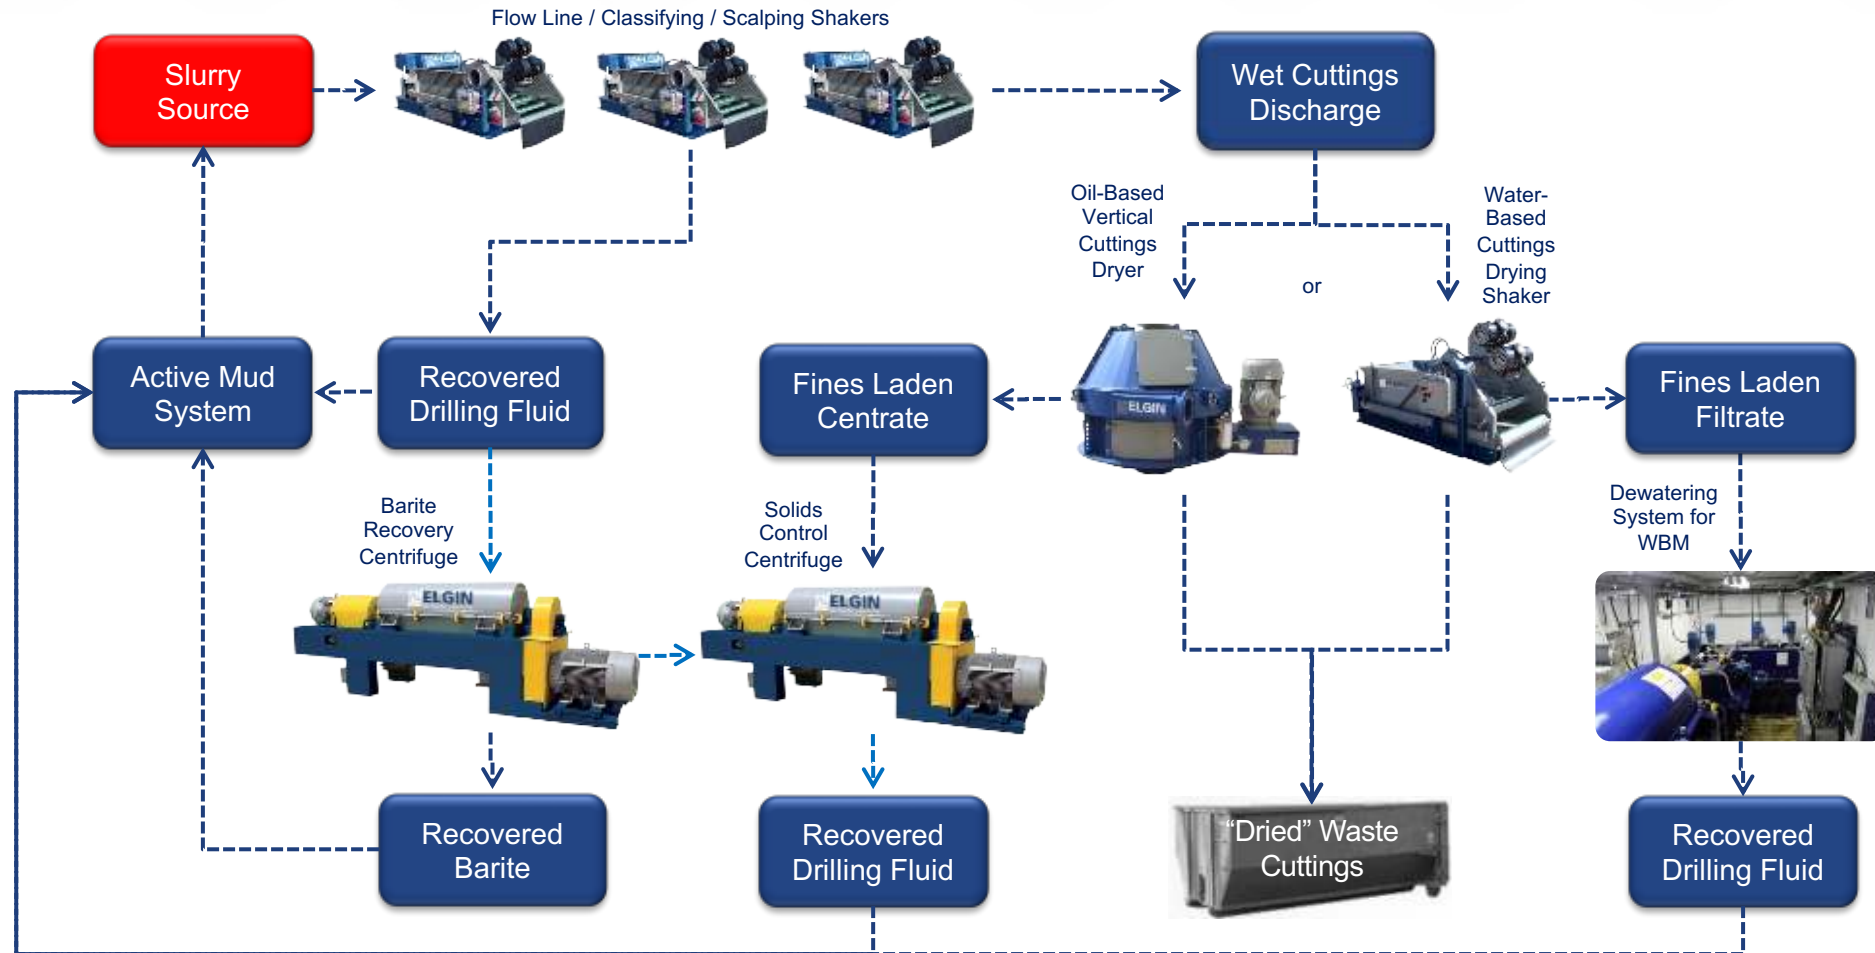 Flow Line / Classifying / Scalping Shakers
Slurry
Source
Wet Cuttings
Discharge
Oil-Based
Vertical
Cuttings
Dryer
or
Water-
Based
Cuttings
Drying
Shaker
Active Mud
System
Recovered
Drilling Fluid
Fines Laden
Centrate
ELGIN
Fines Laden
Filtrate
Barite
Recovery
Centrifuge
Solids
Control
Centrifuge
Dewatering
System for
WBM
ELGIN
ELGIN
Recovered
Barite
Recovered
Drilling Fluid
“Dried” Waste
Cuttings
Recovered
Drilling Fluid